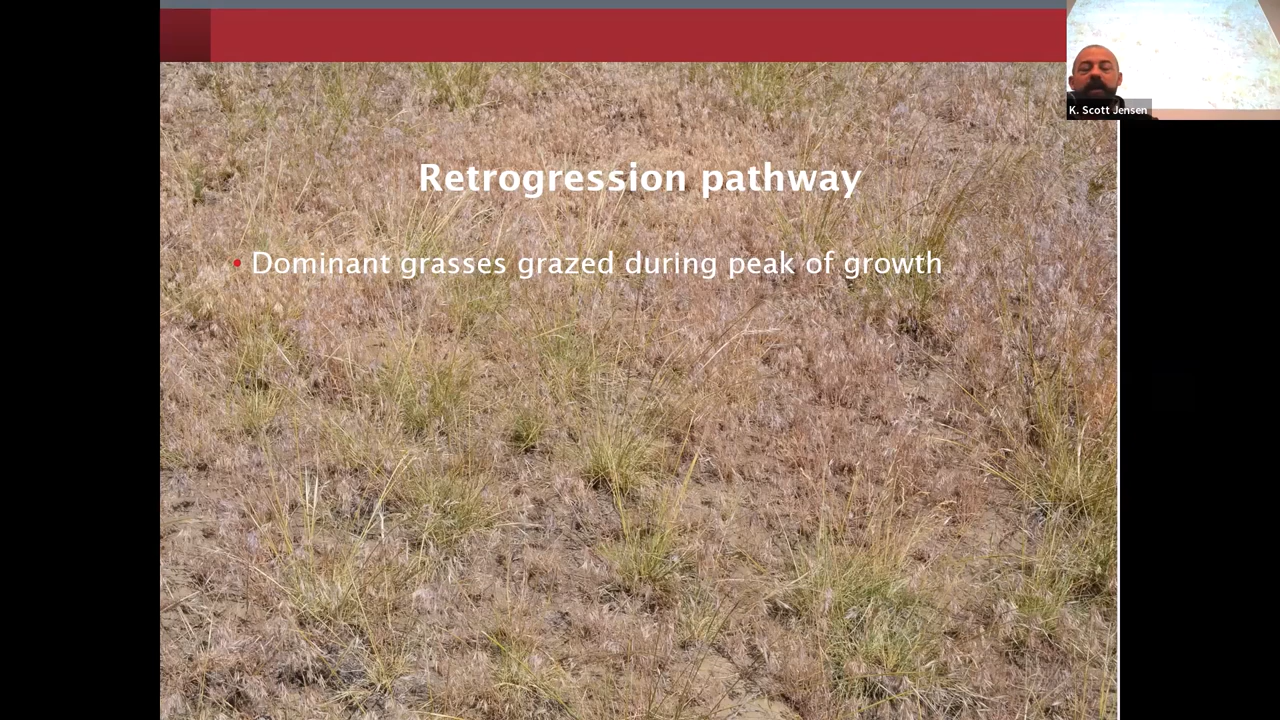 K. Scott Jensen
Retrogression pathway
• Dominant grasses grazed during peak of growth